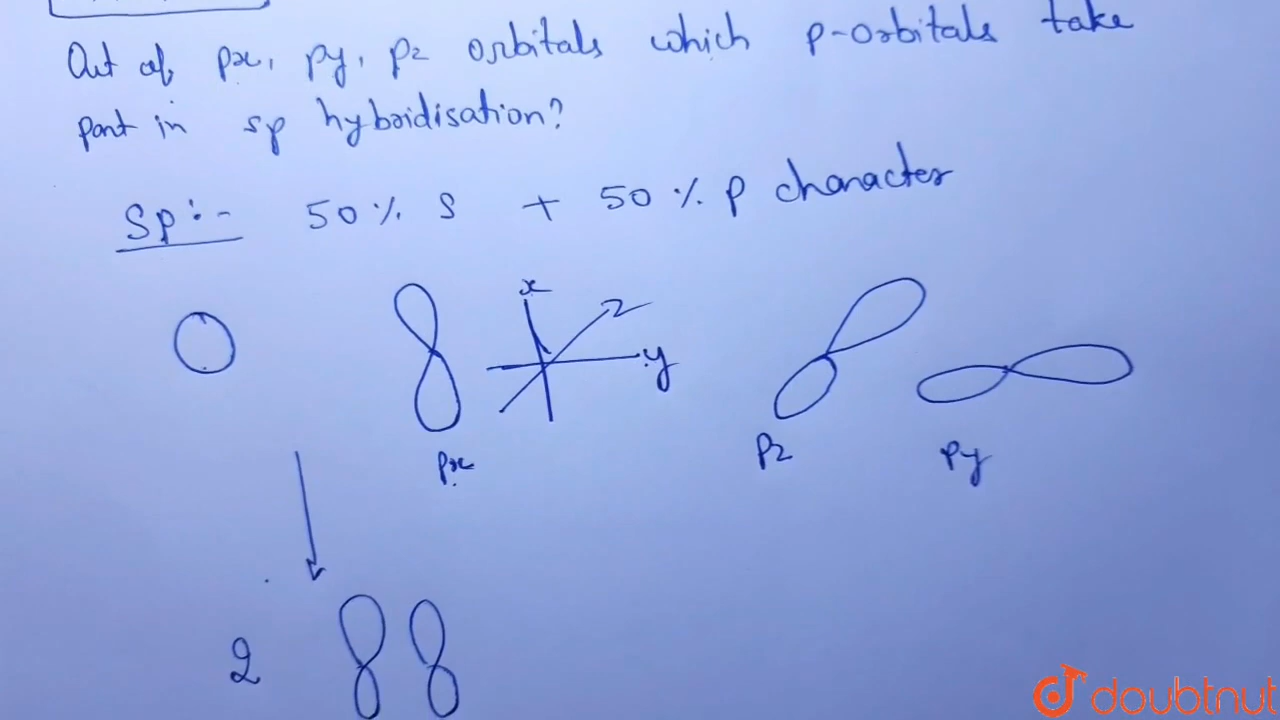 Out of px, py, pz orbitals which p-orbitals take
part in sp hybridisation?
Sp:- 50% s + 50% p character
x
z
y
px
pz
py
2
doubtnut